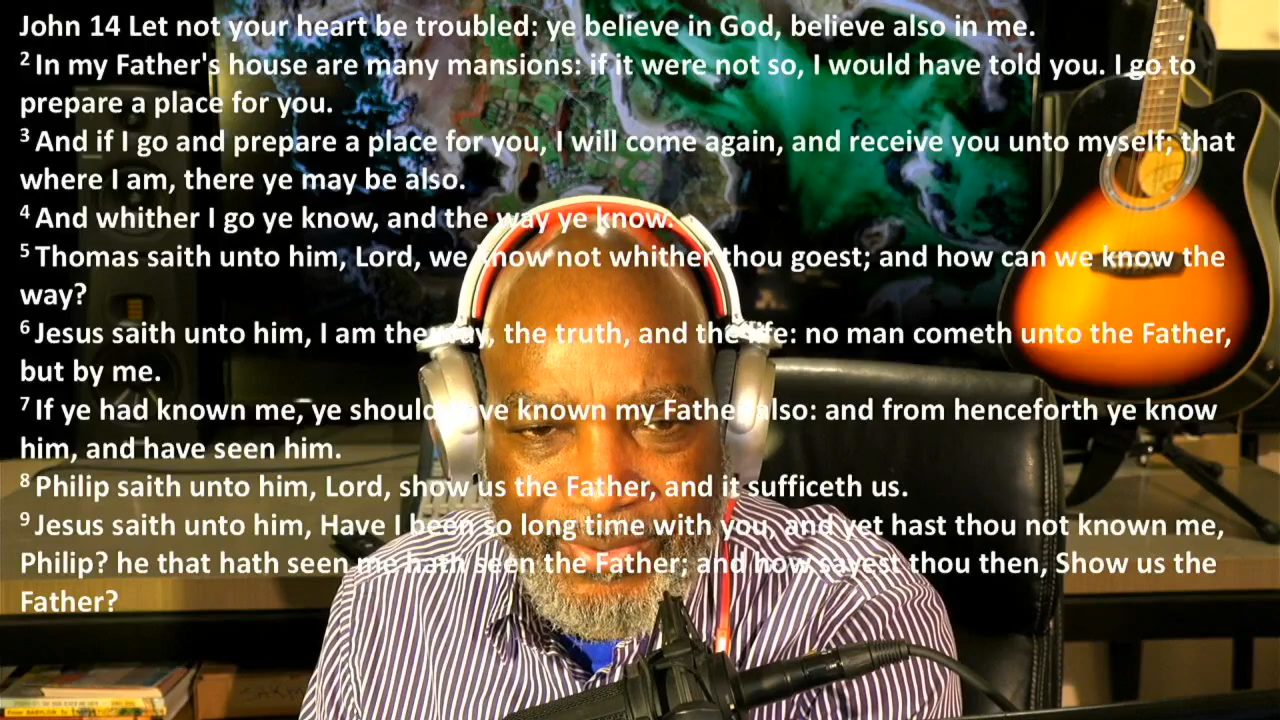 John 14 Let not your heart be troubled: ye believe in God, believe also in me.
2 In my Father's house are many mansions: if it were not so, I would have told you. I go to
prepare a place for you.
3 And if I go and prepare a place for you, I will come again, and receive you unto myself; that
where I am, there ye may be also.
4 And whither I go ye know, and the way ye know.
5 Thomas saith unto him, Lord, we know not whither thou goest; and how can we know the
way?
6 Jesus saith unto him, I am the way, the truth, and the life: no man cometh unto the Father,
but by me.
7 If ye had known me, ye should have known my Father also: and from henceforth ye know
him, and have seen him.
8 Philip saith unto him, Lord, show us the Father, and it sufficeth us.
9 Jesus saith unto him, Have I been so long time with you, and yet hast thou not known me,
Philip? he that hath seen me hath seen the Father; and how sayest thou then, Show us the
Father?